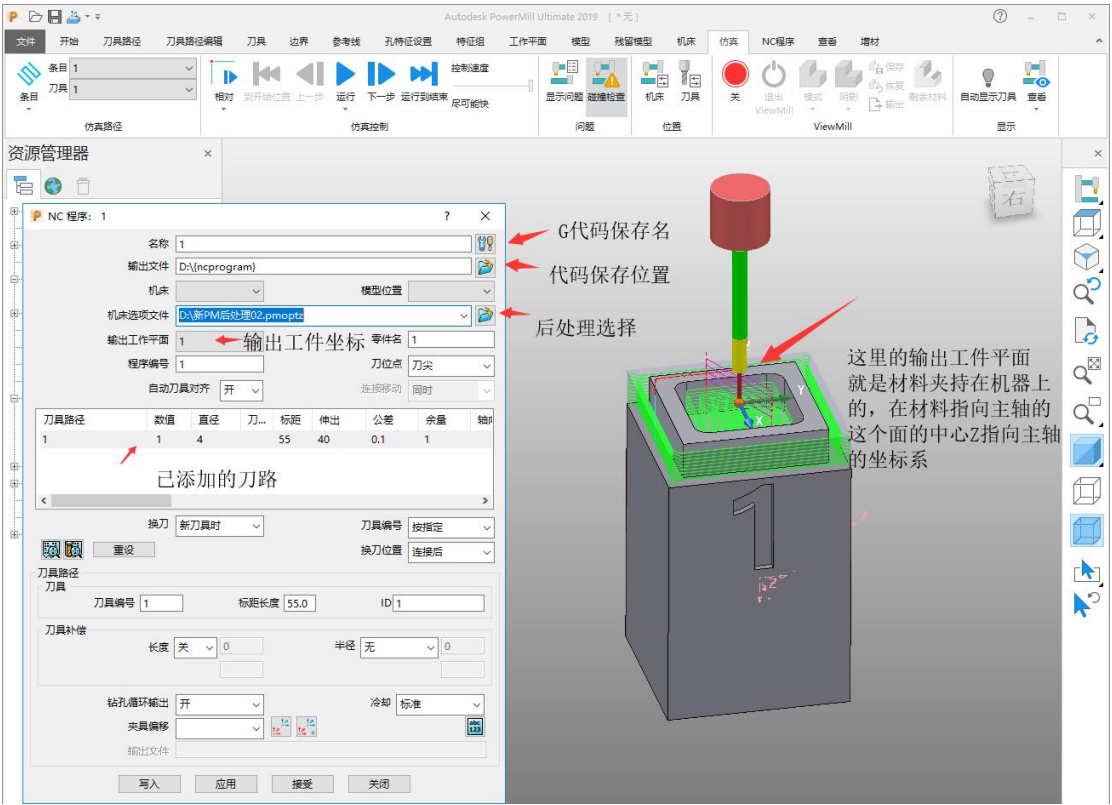 Autodesk PowerMill Ultimate 2019 [ *无 ]
文件 开始 刀具路径 刀具路径编辑 刀具 边界 参考线 孔特征设置 特征组 工作平面 模型 残留模型 机床 仿真 NC程序 查看 增材
条目
条目 1
刀具 1
仿真路径
相对 到开始位置 上一步 运行 下一步 运行到结束
控制速度
尽可能快
仿真控制
显示问题 碰撞检查
问题
机床 刀具
位置
关 退出 ViewMill 模式 阴影 保存 恢复 输出 剩余材料
ViewMill
自动显示刀具 查看
显示
资源管理器
NC 程序: 1
名称 1
输出文件 D:\{ncprogram}
机床 模型位置
机床选项文件 D:\新PM后处理02.pmoptz
输出工作平面 1 零件名 1
程序编号 1 刀位点 刀尖
自动刀具对齐 开 连接移动 同时
刀具路径 数值 直径 刀... 标距 伸出 公差 余量
1 1 4 55 40 0.1 1
换刀 新刀具时 刀具编号 按指定
重设 换刀位置 连接后
刀具路径
刀具
刀具编号 1 标距长度 55.0 ID 1
刀具补偿
长度 关 0 半径 无 0
钻孔循环输出 开 冷却 标准
夹具偏移
abc
123
输出文件
写入 应用 接受 关闭
G代码保存名
代码保存位置
后处理选择
输出工件坐标
已添加的刀路
这里的输出工件平面
就是材料夹持在机器上
的，在材料指向主轴的
这个面的中心Z指向主轴
的坐标系
右
Y
X
1
Z
Z